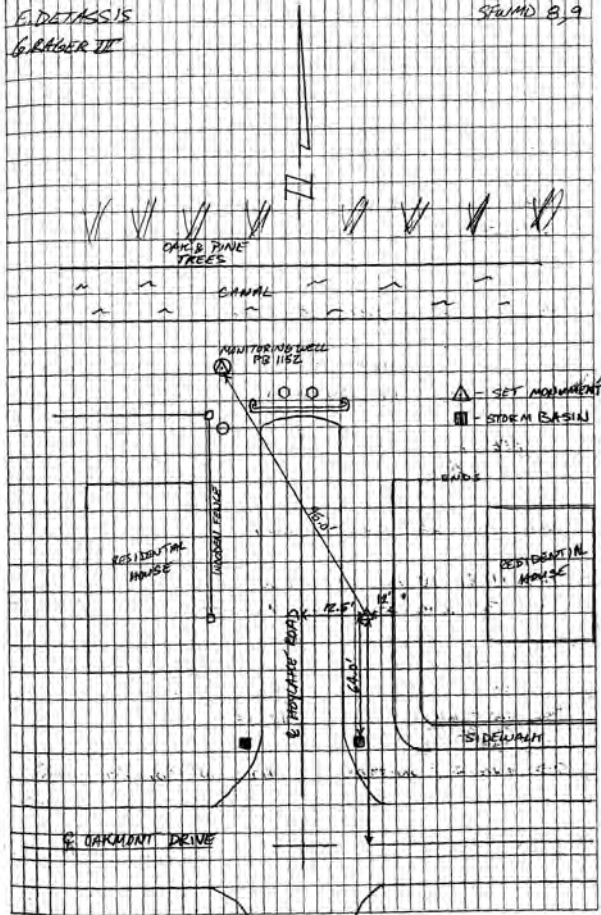 E. DETASSIS
SFWMD 8,9
G. RAGER III
N
OAK & PINE
TREES
CANAL
MONITORING WELL
PB 1152
- SET MONUMENT
- STORM BASIN
ENDS
WOODEN FENCE
95.0'
RESIDENTIAL
HOUSE
RESIDENTIAL
HOUSE
12.5'
12'
℄ HOYLAKE ROAD
64.0'
SIDEWALK
℄ OAKMONT DRIVE